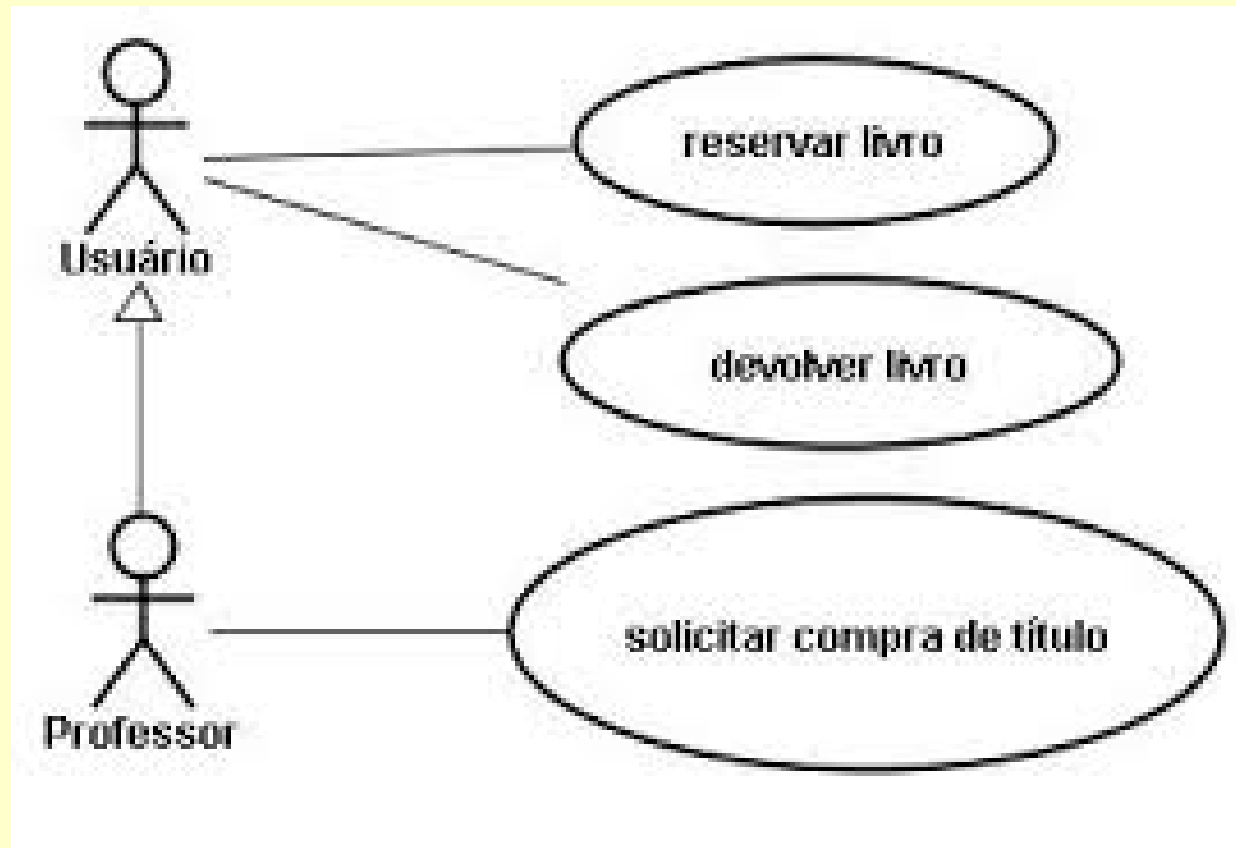 reservar livro
Usuário
devolver livro
solicitar compra de título
Professor